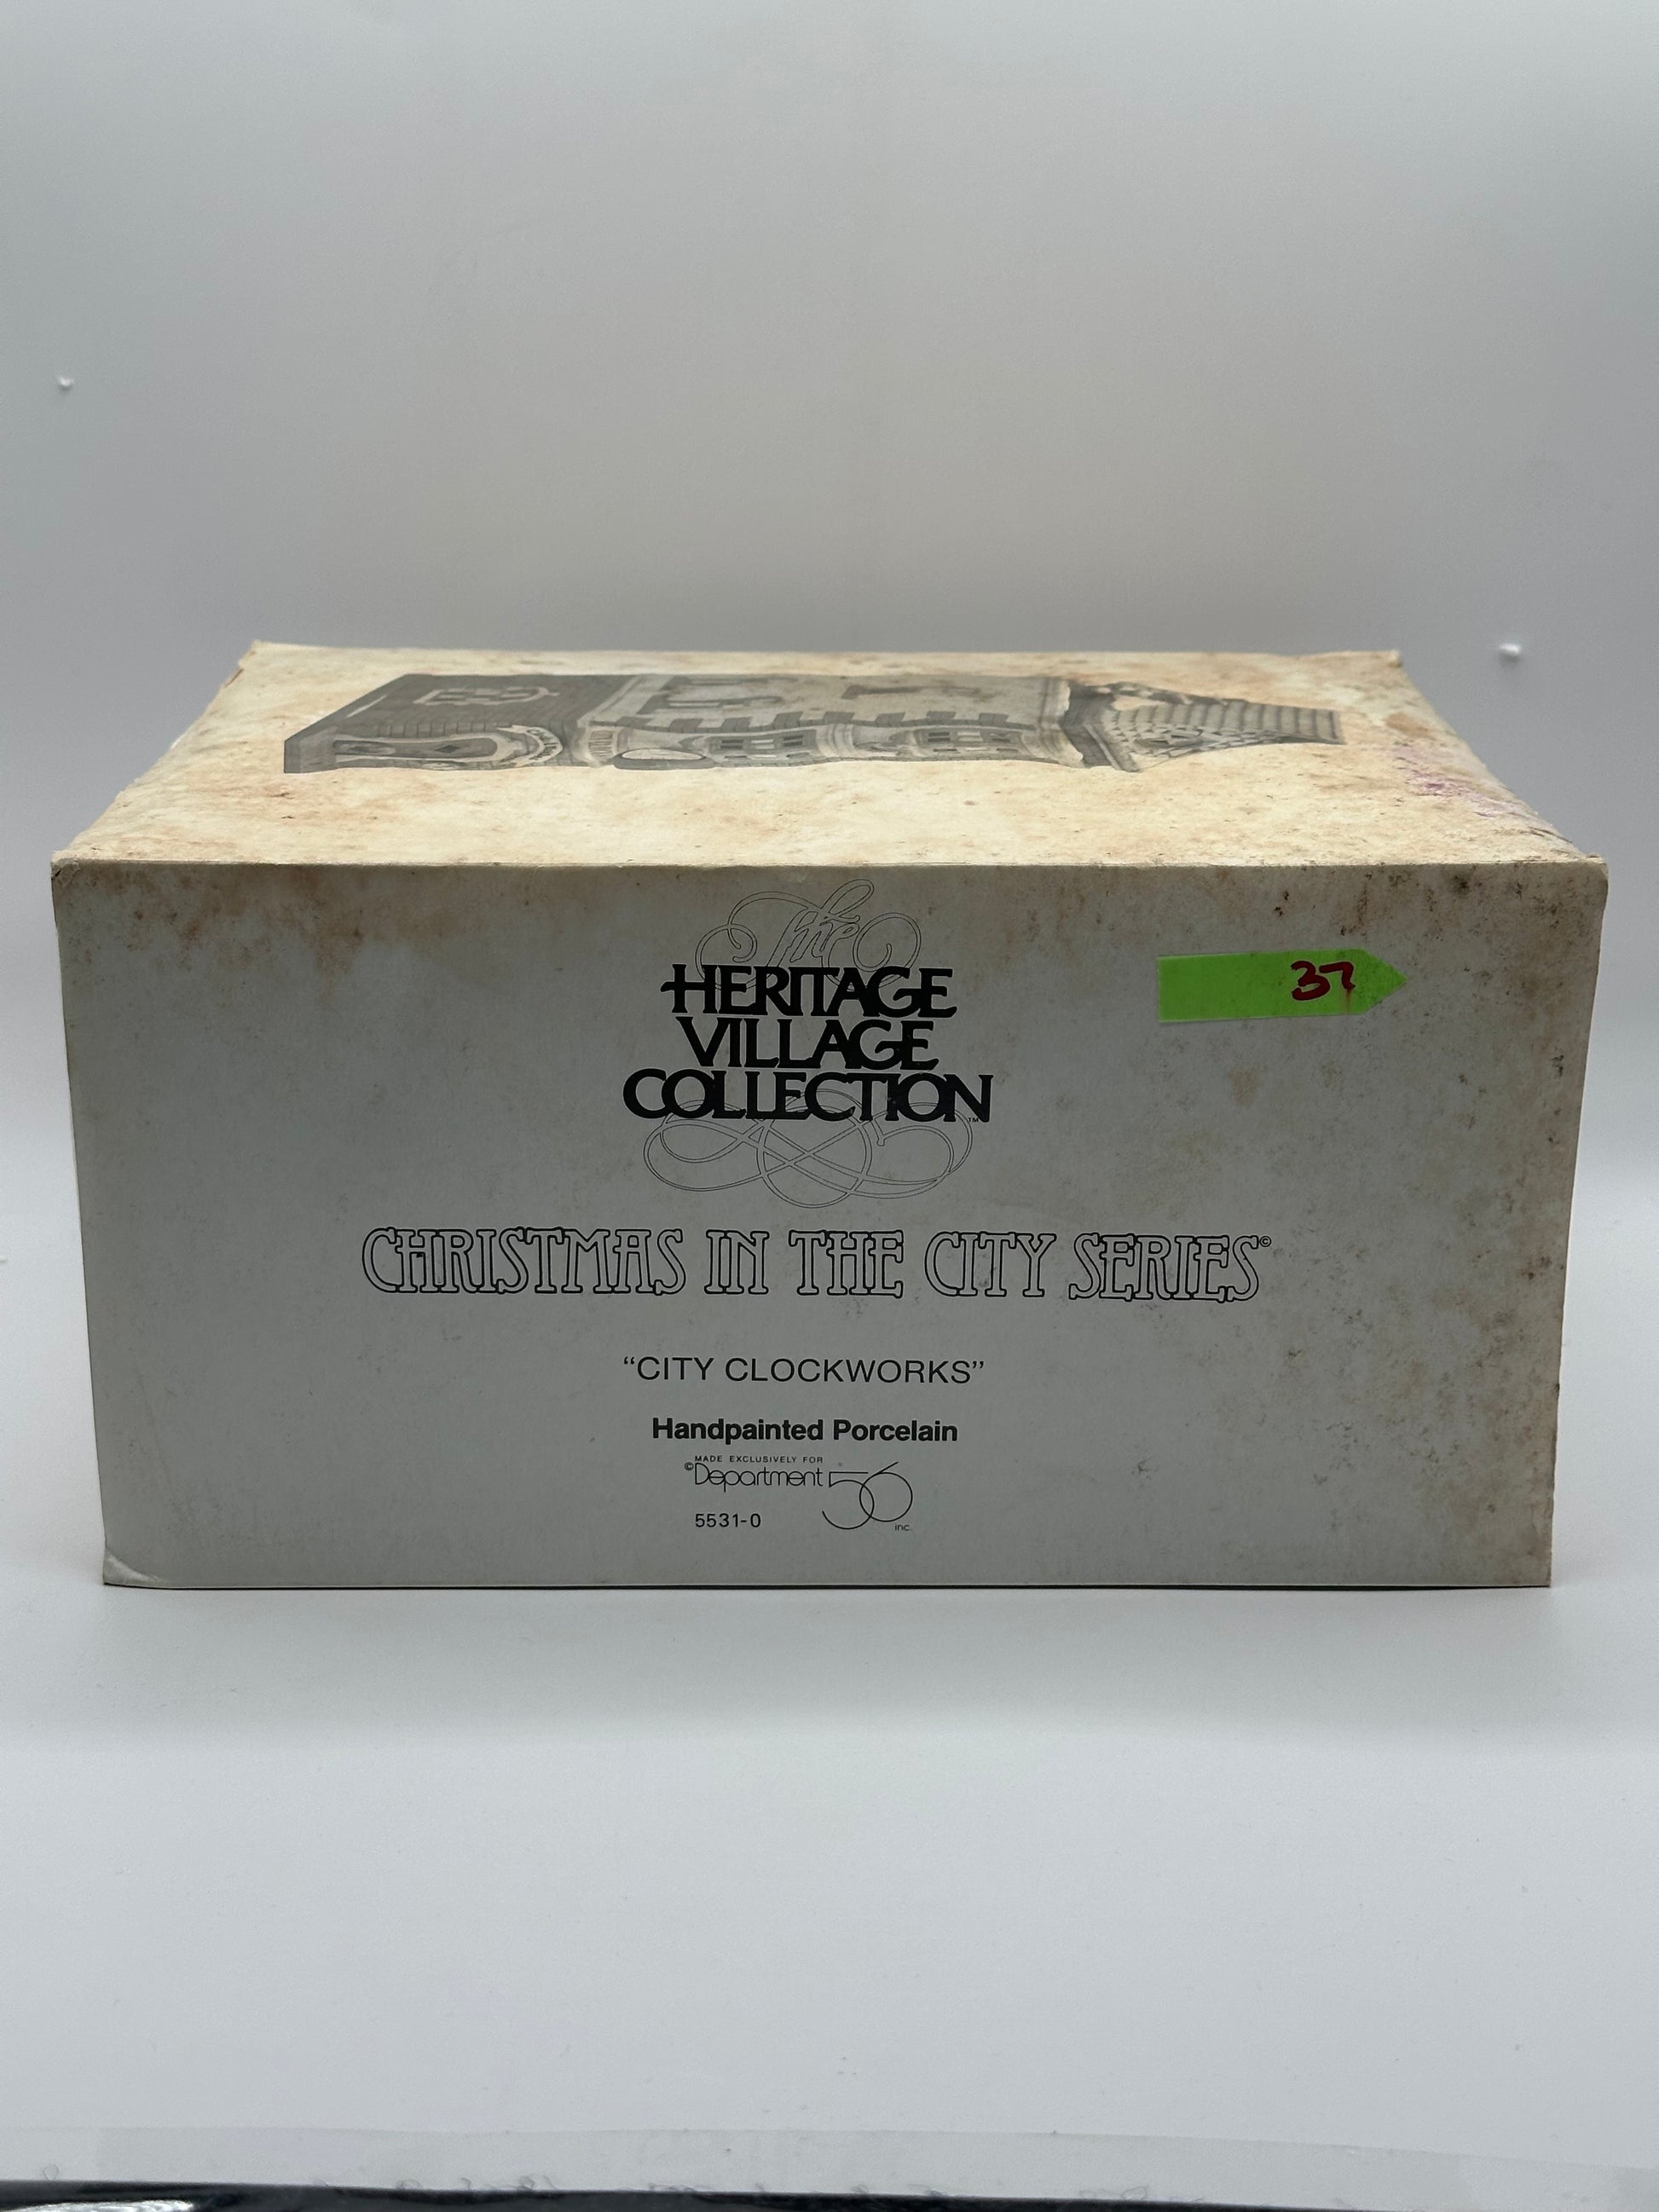 The
HERITAGE
VILLAGE
COLLECTION™
37
CHRISTMAS IN THE CITY SERIES©
“CITY CLOCKWORKS”
Handpainted Porcelain
MADE EXCLUSIVELY FOR
©Department 56®
5531-0
inc.